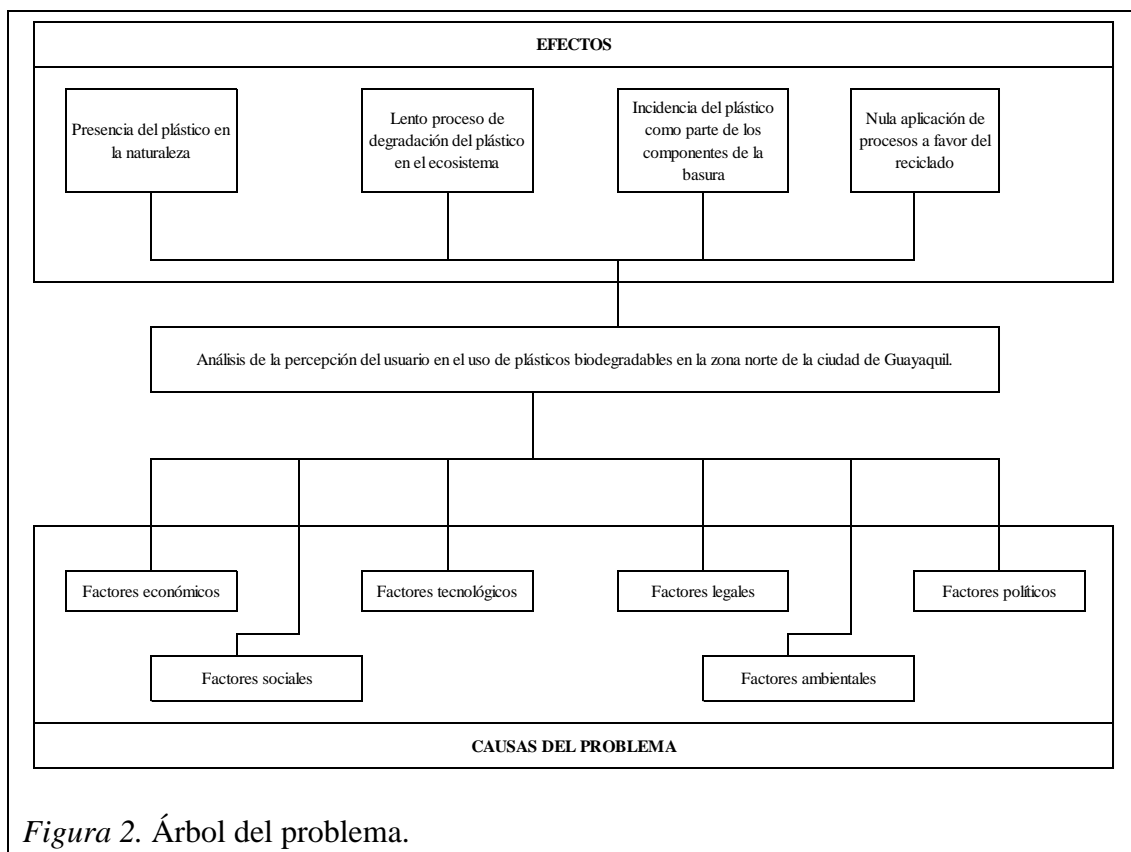 EFECTOS
Presencia del plástico en
la naturaleza
Lento proceso de
degradación del plástico
en el ecosistema
Incidencia del plástico
como parte de los
componentes de la
basura
Nula aplicación de
procesos a favor del
reciclado
Análisis de la percepción del usuario en el uso de plásticos biodegradables en la zona norte de la ciudad de Guayaquil.
Factores económicos
Factores tecnológicos
Factores legales
Factores políticos
Factores sociales
Factores ambientales
CAUSAS DEL PROBLEMA
Figura 2. Árbol del problema.